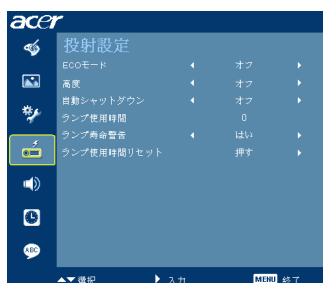 acer
投射設定
ECOモード オフ
高度 オフ
自動シャットダウン オフ
ランプ使用時間 0
ランプ寿命警告 はい
ランプ使用時間リセット 押す
ABC
選択 入力 MENU 終了